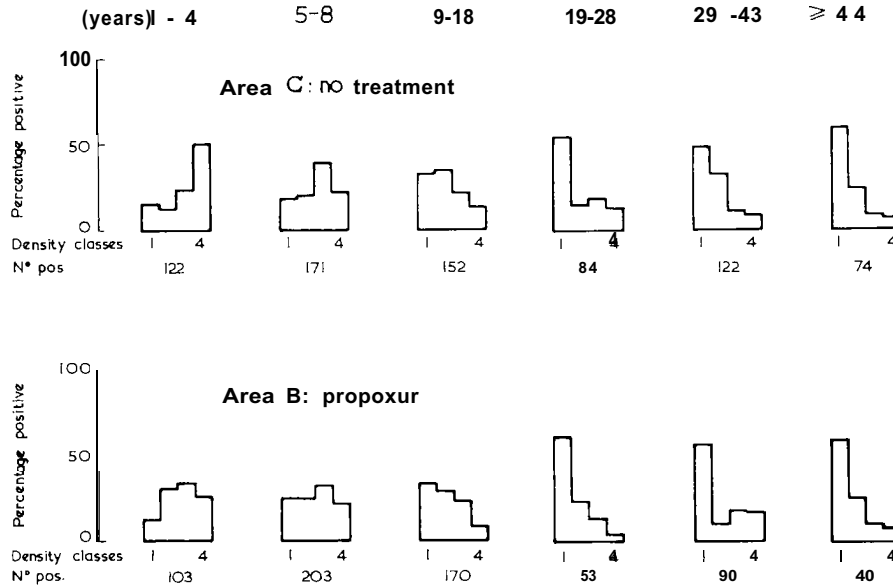 (years) 1 - 4 5-8 9-18 19-28 29 -43 ⩾ 4 4
100
Area C: no treatment
Percentage positive
50
0
Density classes 1 4 1 4 1 4 1 4 1 4 1 4
N° pos 122 171 152 84 122 74
100
Area B: propoxur
Percentage positive
50
0
Density classes 1 4 1 4 1 4 1 4 1 4 1 4
N° pos. 103 203 170 53 90 40